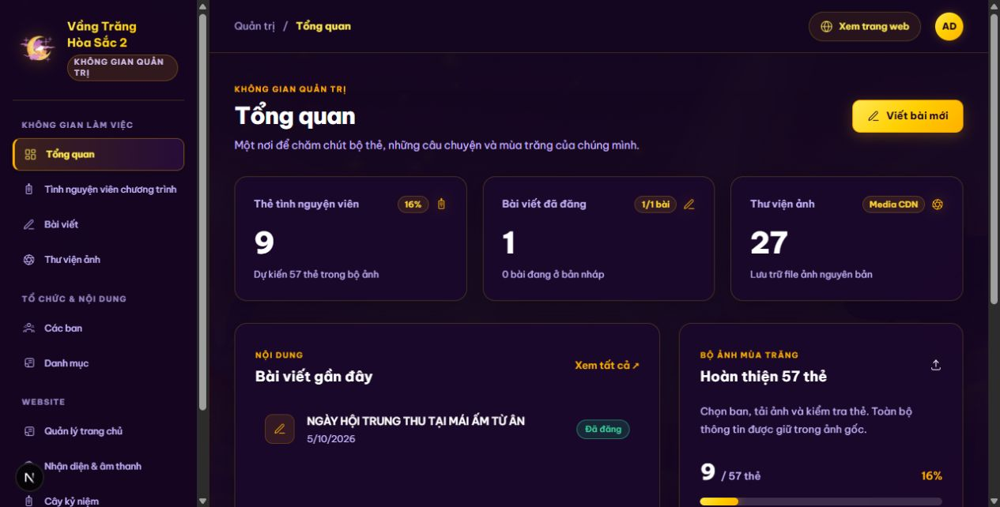 Vầng Trăng
Hòa Sắc 2
KHÔNG GIAN QUẢN
TRỊ
KHÔNG GIAN LÀM VIỆC
Tổng quan
Tình nguyện viên chương trình
Bài viết
Thư viện ảnh
TỔ CHỨC & NỘI DUNG
Các ban
Danh mục
WEBSITE
Quản lý trang chủ
Nhận diện & âm thanh
N
Cây kỷ niệm
Quản trị / Tổng quan
Xem trang web
AD
KHÔNG GIAN QUẢN TRỊ
Tổng quan
Một nơi để chăm chút bộ thẻ, những câu chuyện và mùa trăng của chúng mình.
Viết bài mới
Thẻ tình nguyện viên
16%
9
Dự kiến 57 thẻ trong bộ ảnh
Bài viết đã đăng
1/1 bài
1
0 bài đang ở bản nháp
Thư viện ảnh
Media CDN
27
Lưu trữ file ảnh nguyên bản
NỘI DUNG
Bài viết gần đây
Xem tất cả ↗
NGÀY HỘI TRUNG THU TẠI MÁI ẤM TỪ ÂN
5/10/2026
Đã đăng
BỘ ẢNH MÙA TRĂNG
Hoàn thiện 57 thẻ
Chọn ban, tải ảnh và kiểm tra thẻ. Toàn bộ
thông tin được giữ trong ảnh gốc.
9 / 57 thẻ
16%